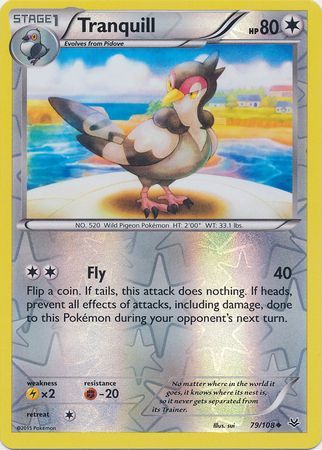 STAGE1
Tranquill
HP80
Evolves from Pidove
NO. 520 Wild Pigeon Pokémon HT: 2'00" WT: 33.1 lbs.
Fly 40
Flip a coin. If tails, this attack does nothing. If heads,
prevent all effects of attacks, including damage, done
to this Pokémon during your opponent's next turn.
weakness resistance
×2 -20
retreat
No matter where in the world it
goes, it knows where its nest is,
so it never gets separated from
its Trainer.
©2015 Pokémon
Illus. sui
79/108